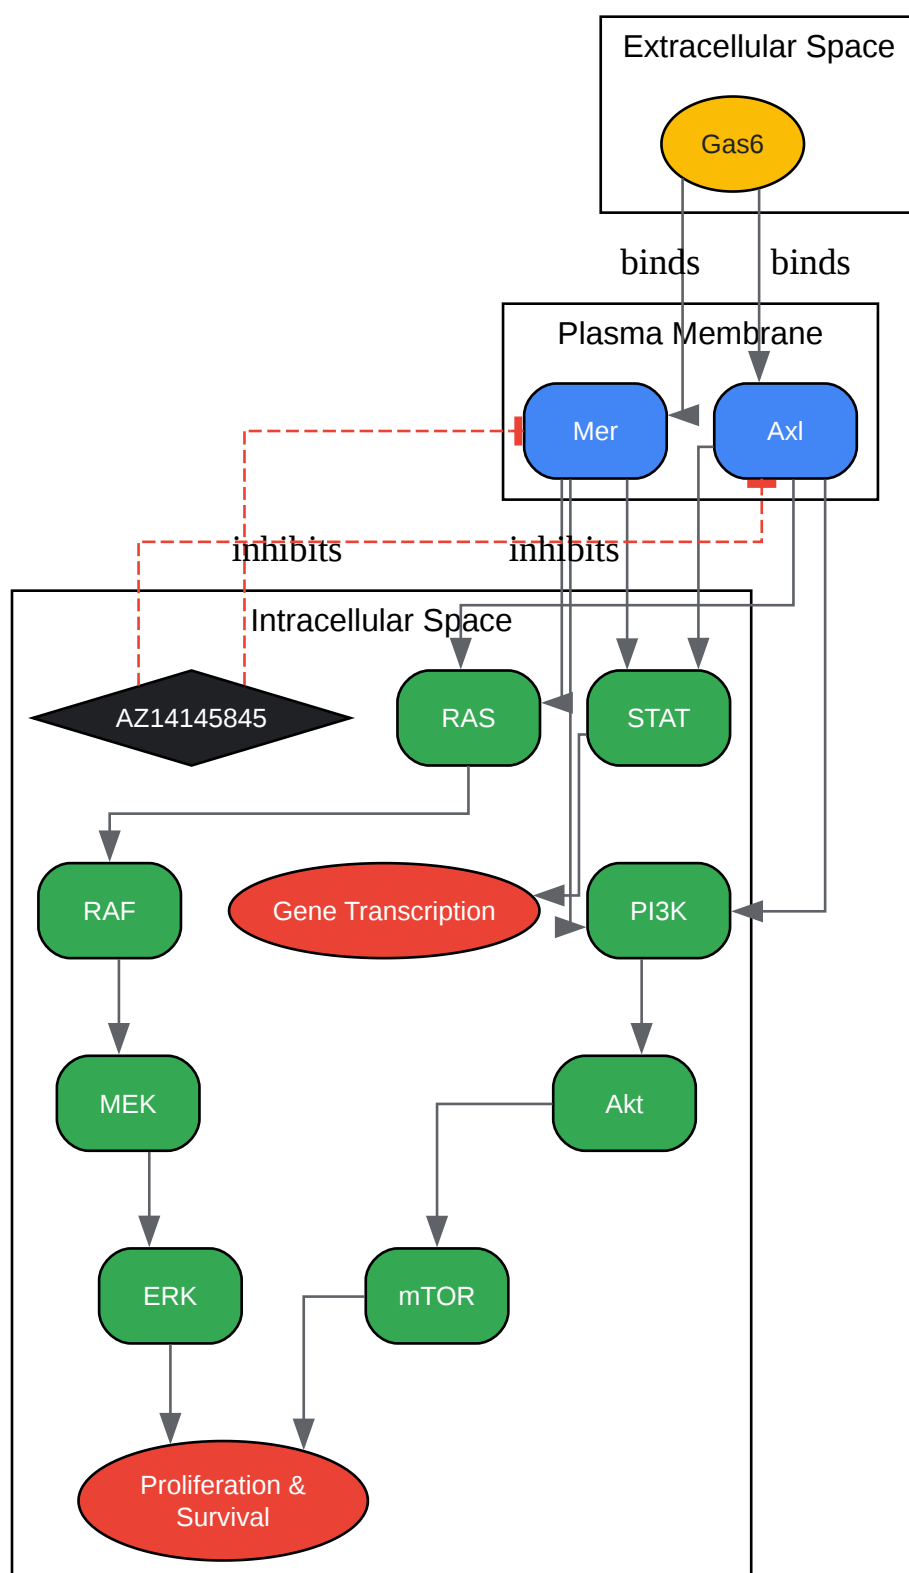 Extracellular Space
Gas6
binds
binds
Plasma Membrane
Mer
Axl
inhibits
inhibits
Intracellular Space
AZ14145845
RAS
STAT
RAF
Gene Transcription
PI3K
MEK
Akt
ERK
mTOR
Proliferation &
Survival